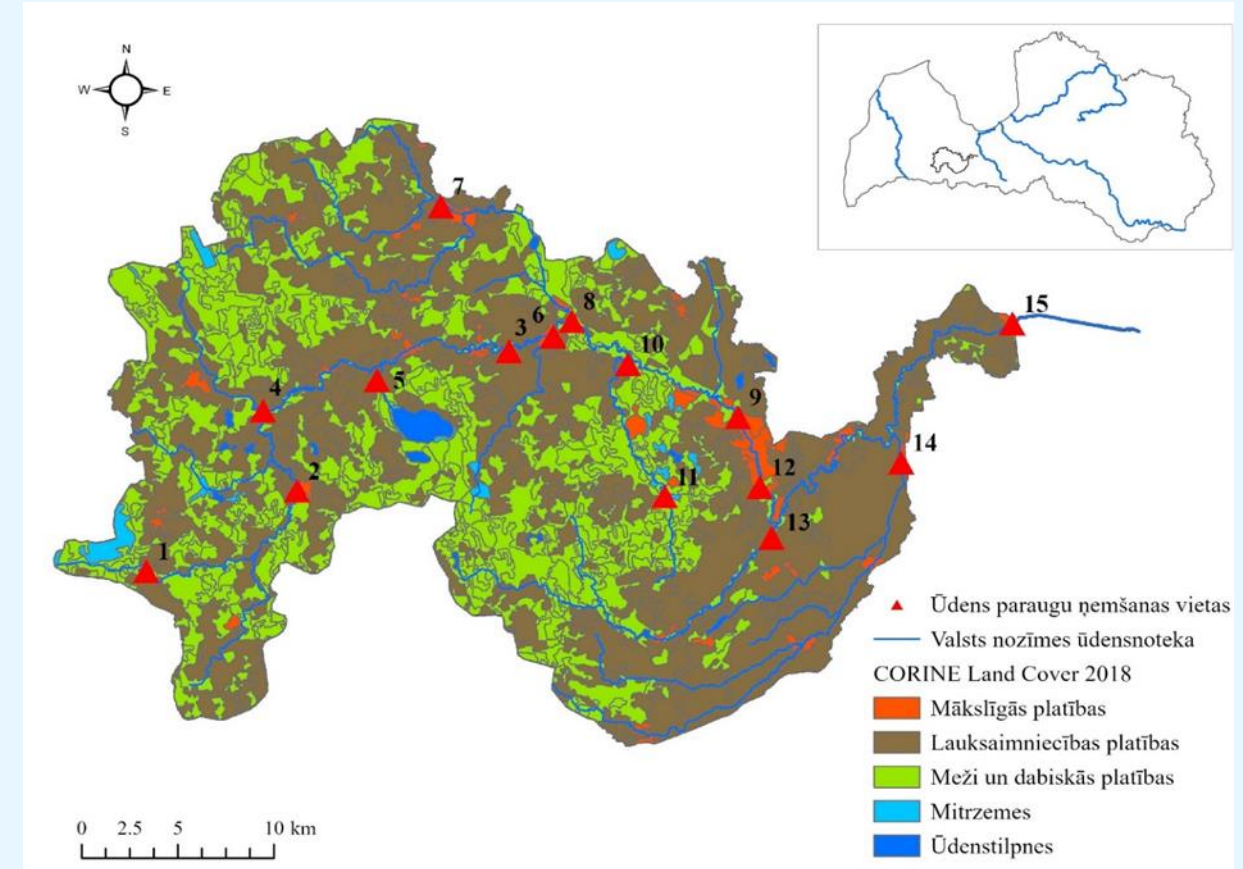 N
W E
S
7
15
8
6
3
10
5
4
9
14
12
2
11
13
1
Ūdens paraugu ņemšanas vietas
Valsts nozīmes ūdensnoteka
CORINE Land Cover 2018
Mākslīgās platības
Lauksaimniecības platības
Meži un dabiskās platības
Mitrzemes
Ūdenstilpnes
0 2.5 5 10 km